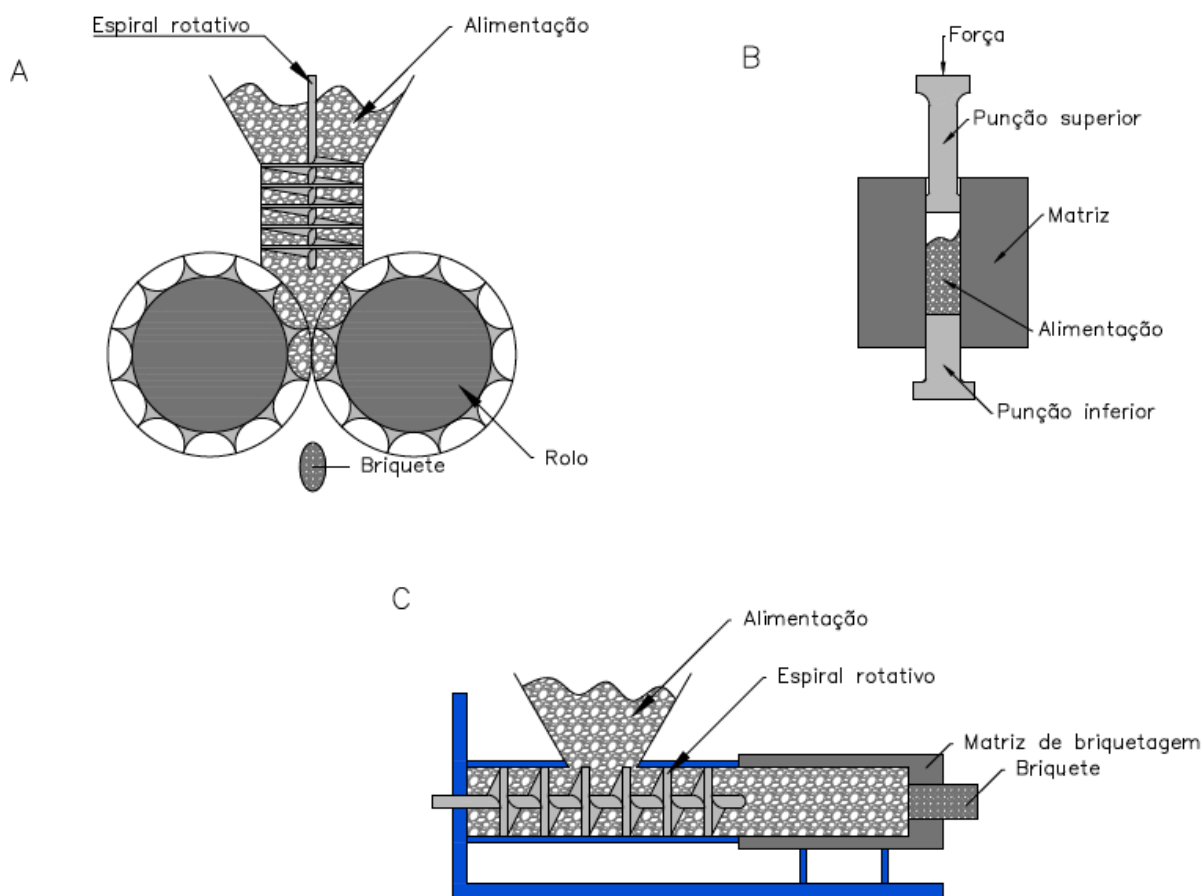 A
Espiral rotativo
Alimentação
Rolo
Briquete
B
Força
Punção superior
Matriz
Alimentação
Punção inferior
C
Alimentação
Espiral rotativo
Matriz de briquetagem
Briquete